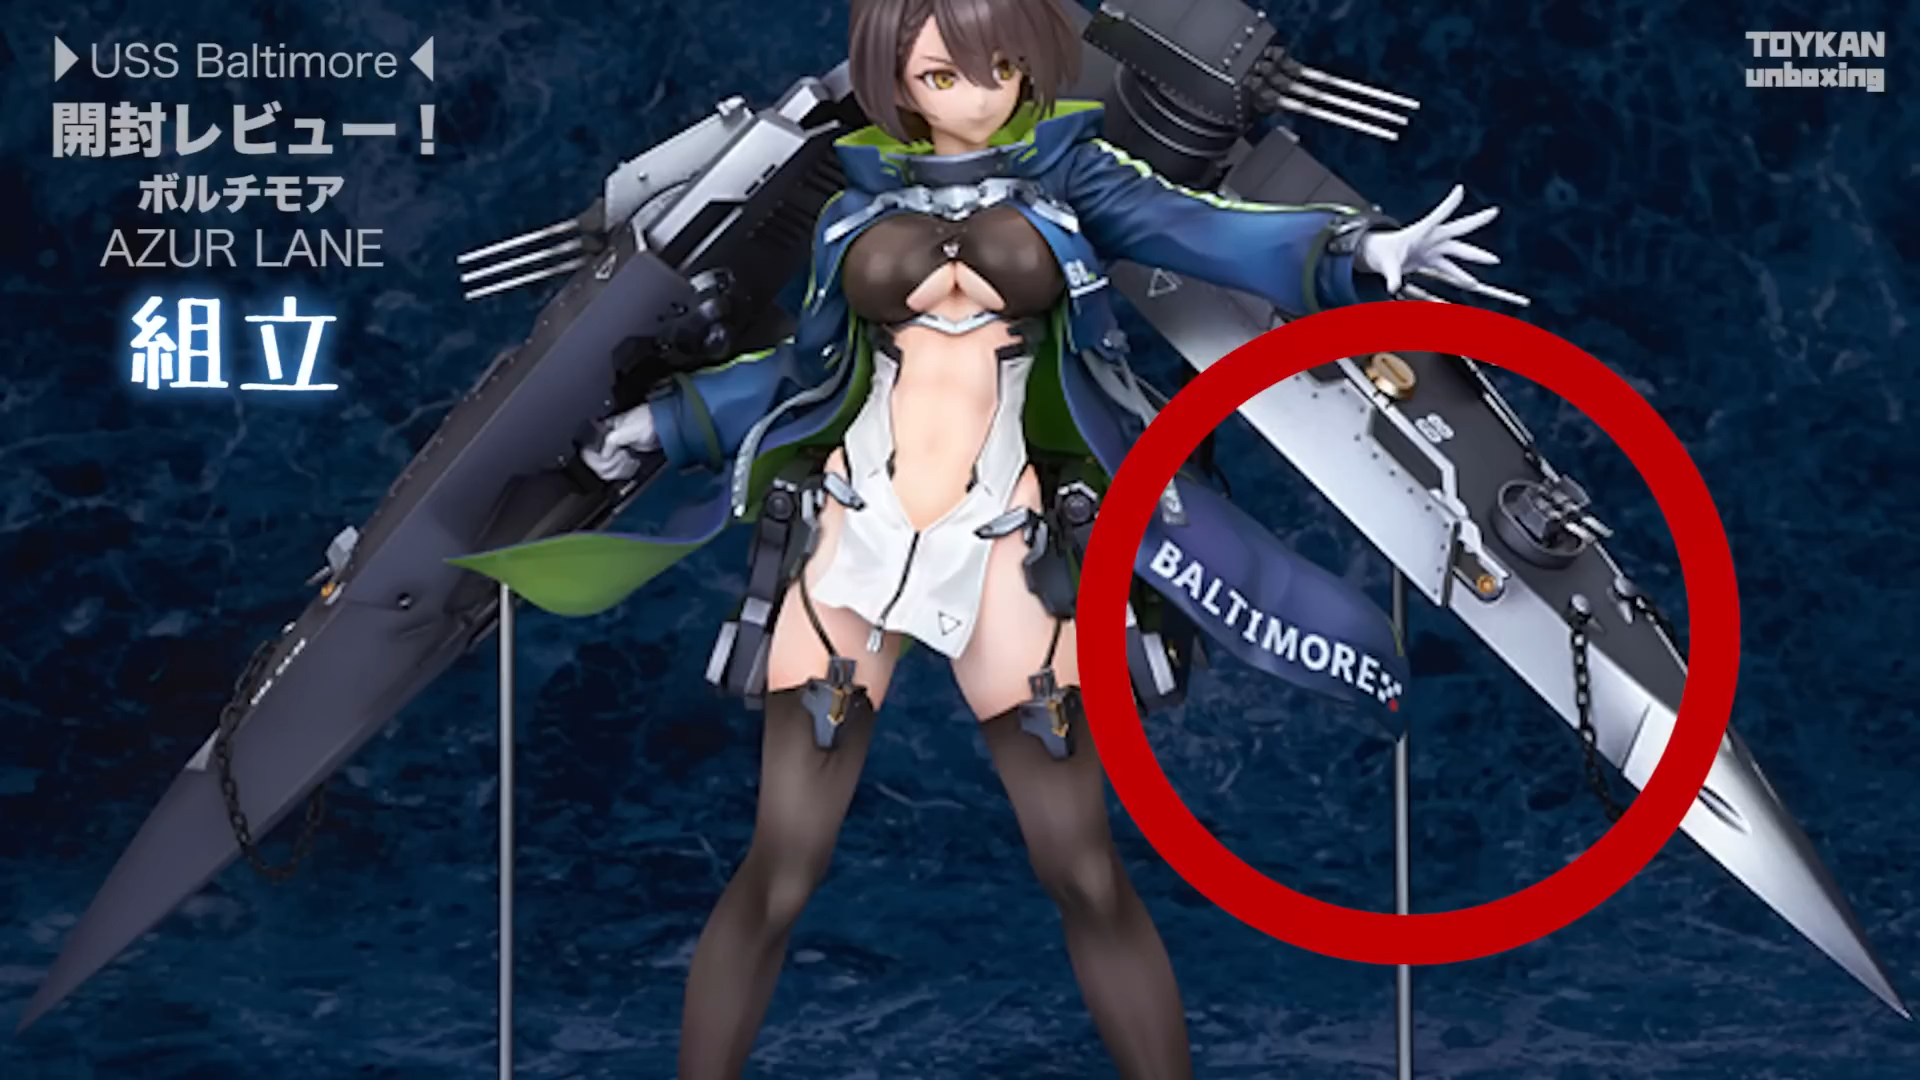 USS Baltimore
開封レビュー！
ボルチモア
AZUR LANE
組立
TOYKAN
unboxing
BALTIMORE